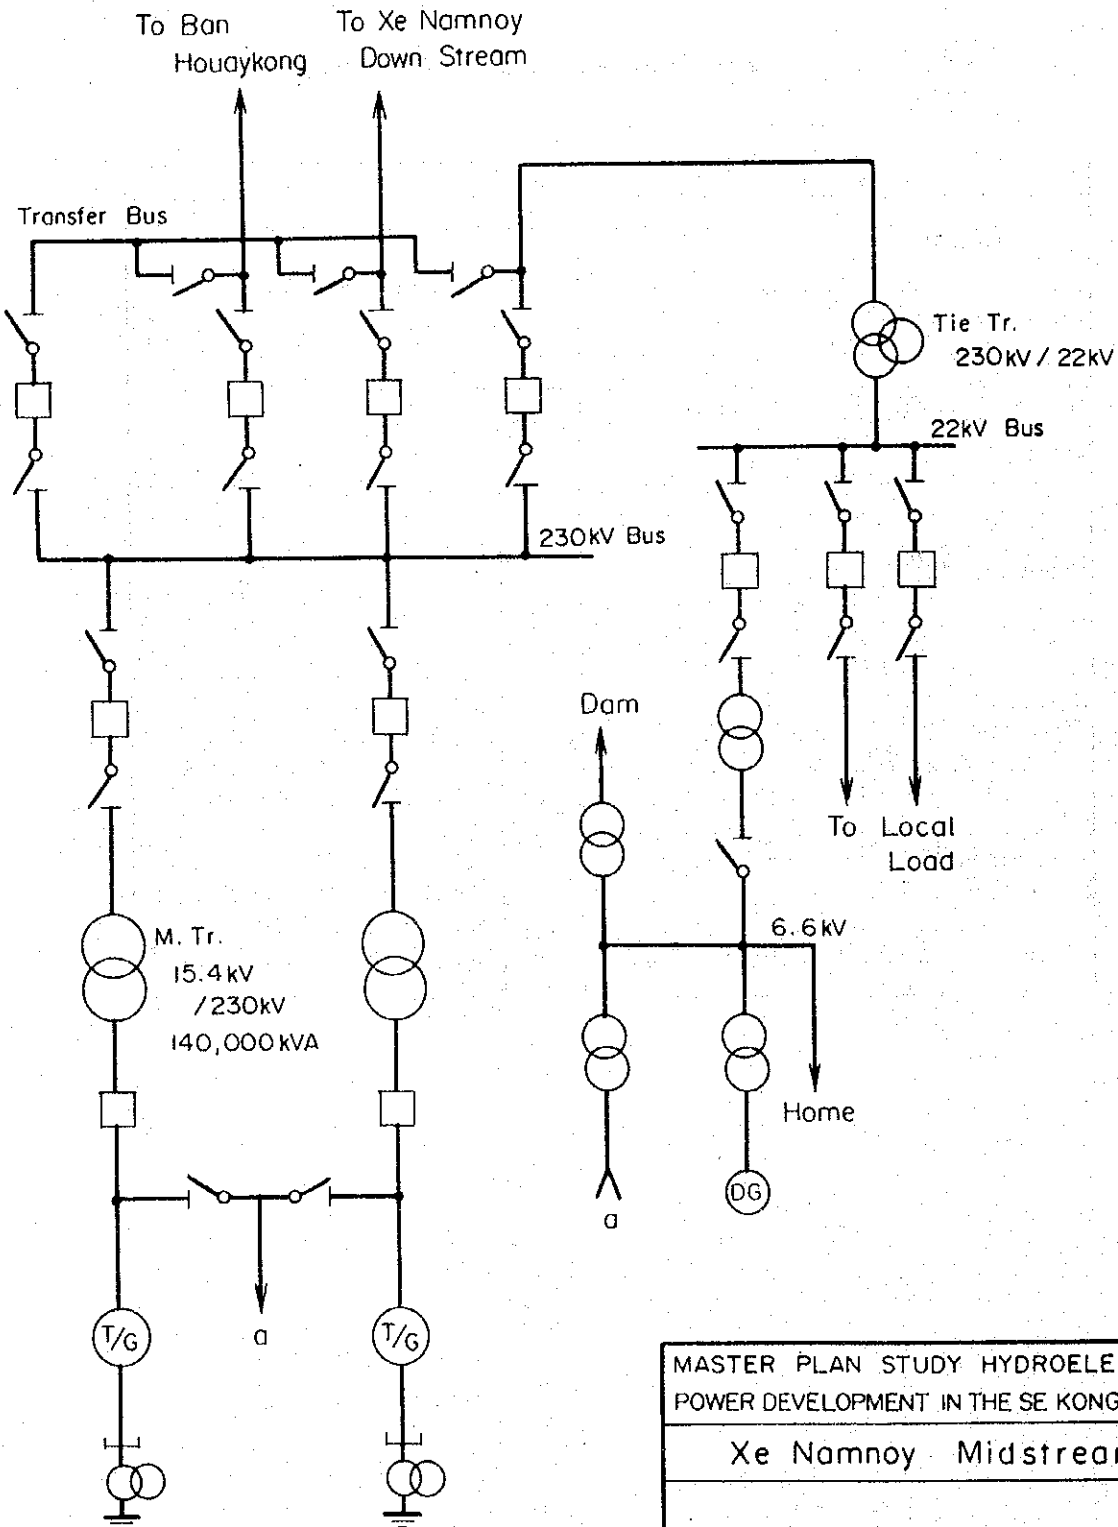 To Ban
Houaykong
To Xe Namnoy
Down Stream
Transfer Bus
Tie Tr.
230kV / 22kV
22kV Bus
230kV Bus
Dam
To Local
Load
M. Tr.
15.4kV
/230kV
140,000kVA
6.6kV
Home
DG
a
a
T/G
T/G
MASTER PLAN STUDY HYDROELE
POWER DEVELOPMENT IN THE SE KONG
Xe Namnoy Midstrea